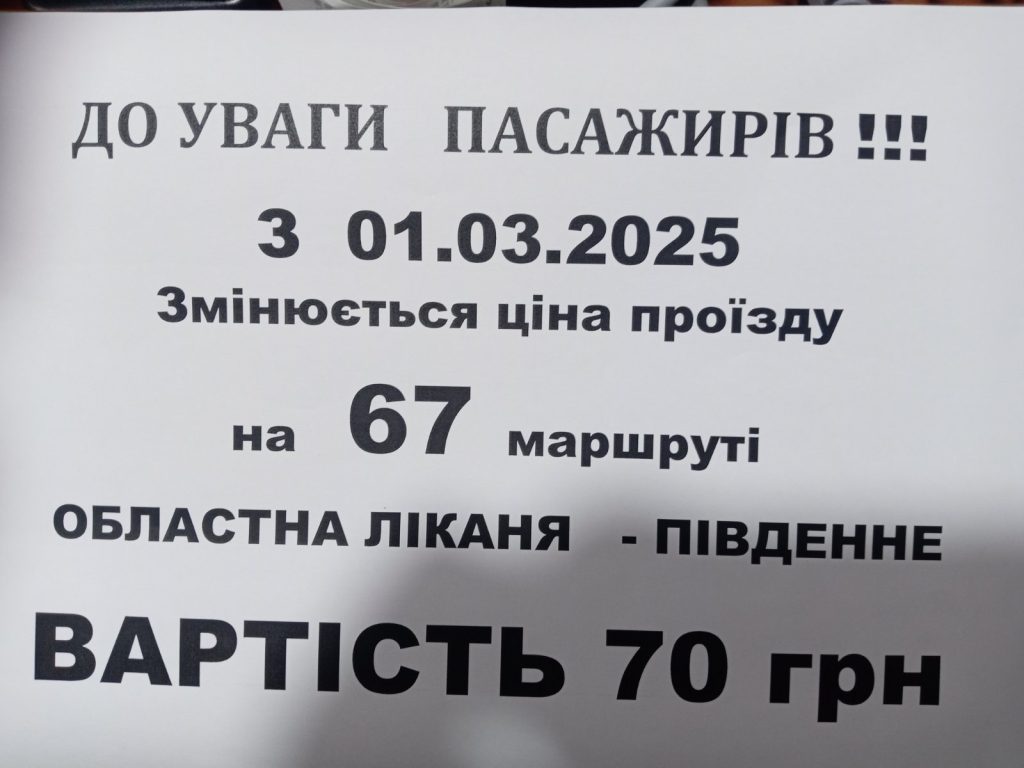 ДО УВАГИ ПАСАЖИРІВ !!!
З 01.03.2025
Змінюється ціна проїзду
на 67 маршруті
ОБЛАСТНА ЛІКАНЯ - ПІВДЕННЕ
ВАРТІСТЬ 70 грн